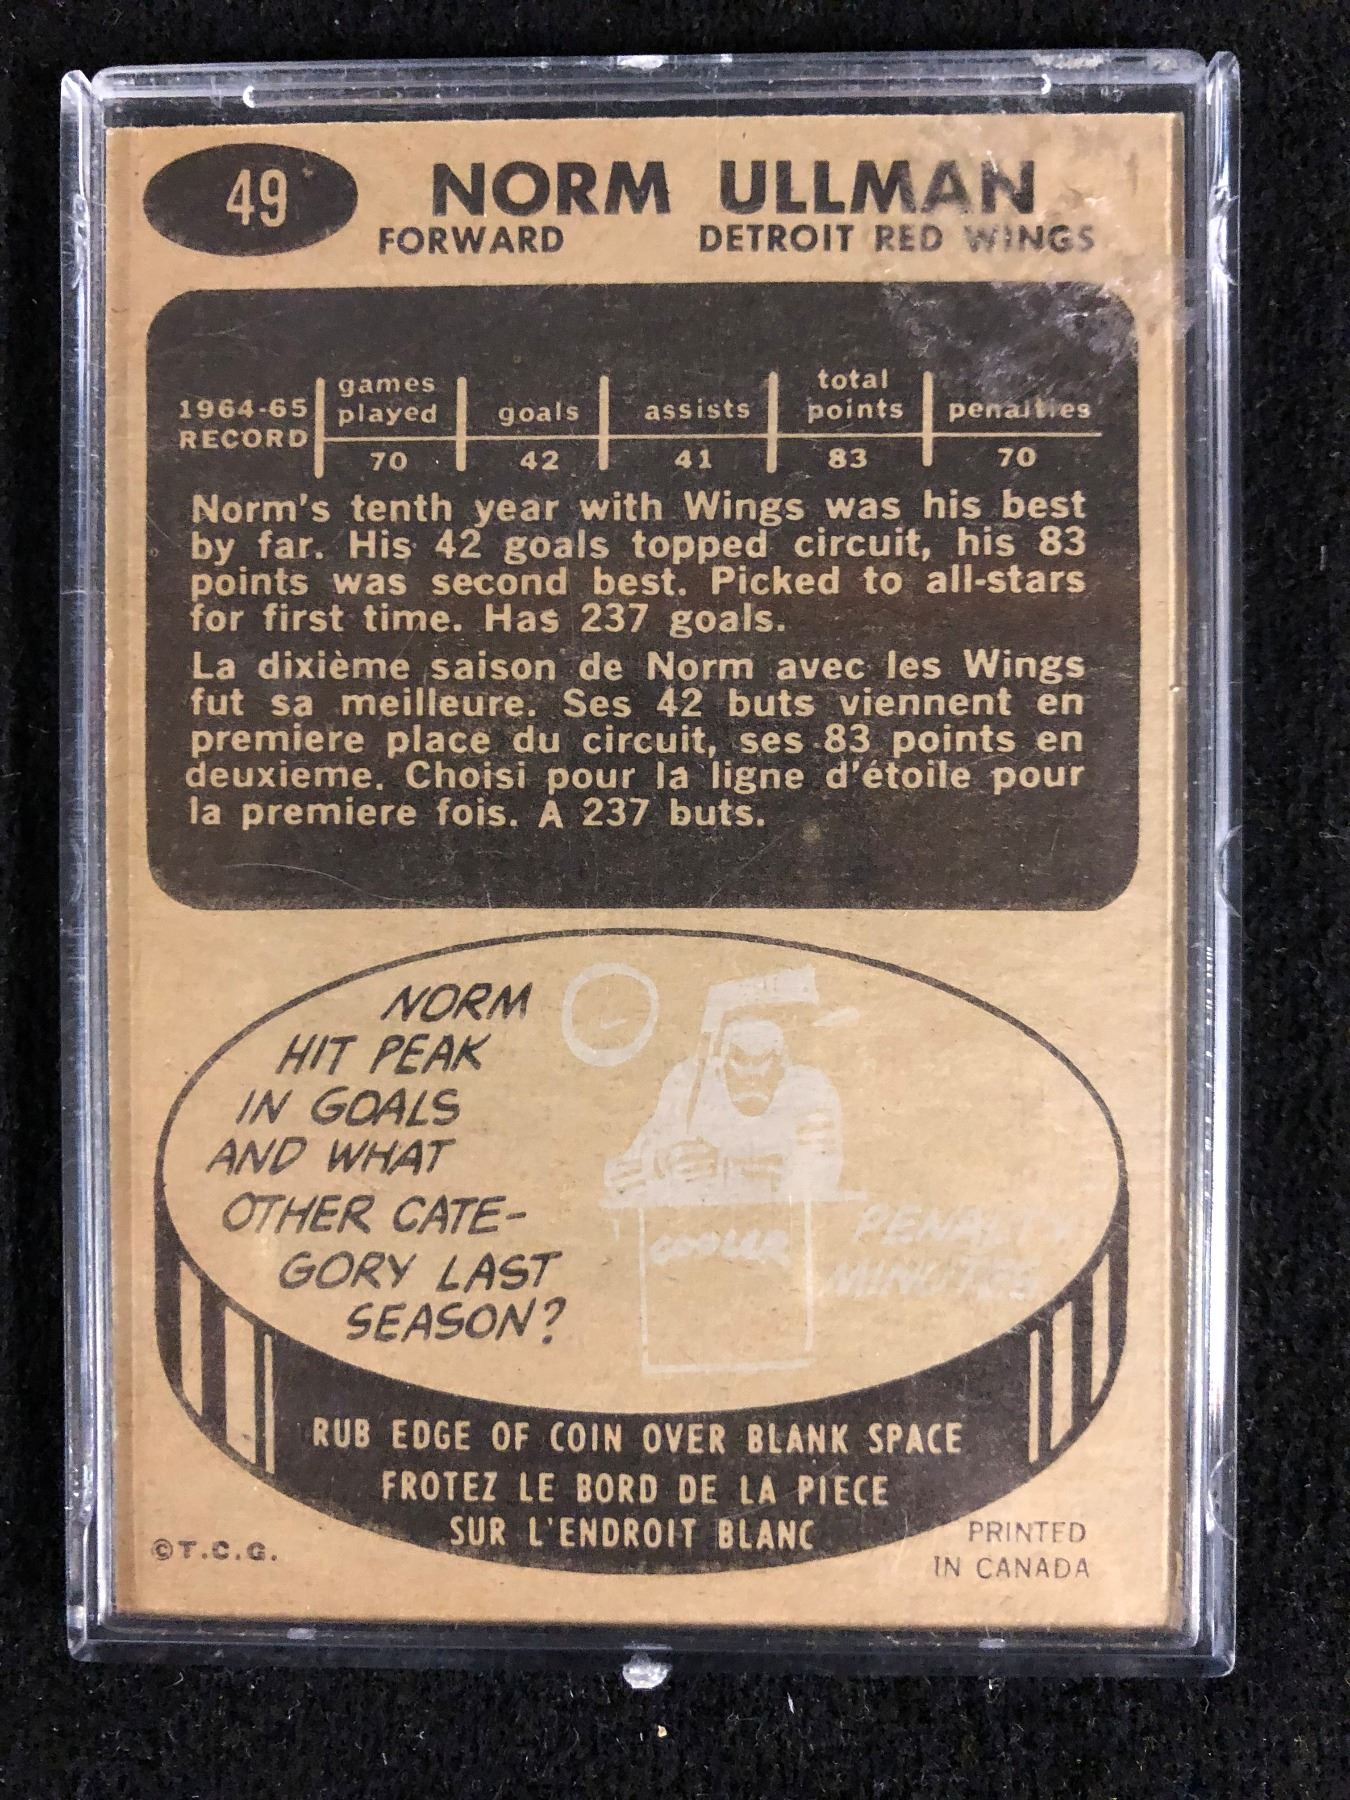 49
NORM ULLMAN
FORWARD DETROIT RED WINGS
1964-65 RECORD
games played goals assists total points penalties
70 42 41 83 70
Norm's tenth year with Wings was his best
by far. His 42 goals topped circuit, his 83
points was second best. Picked to all-stars
for first time. Has 237 goals.
La dixième saison de Norm avec les Wings
fut sa meilleure. Ses 42 buts viennent en
premiere place du circuit, ses 83 points en
deuxieme. Choisi pour la ligne d'étoile pour
la premiere fois. A 237 buts.
NORM
HIT PEAK
IN GOALS
AND WHAT
OTHER CATE-
GORY LAST
SEASON?
COOLER
PENALTY
MINUTES
RUB EDGE OF COIN OVER BLANK SPACE
FROTEZ LE BORD DE LA PIECE
SUR L'ENDROIT BLANC
©T.C.G.
PRINTED
IN CANADA